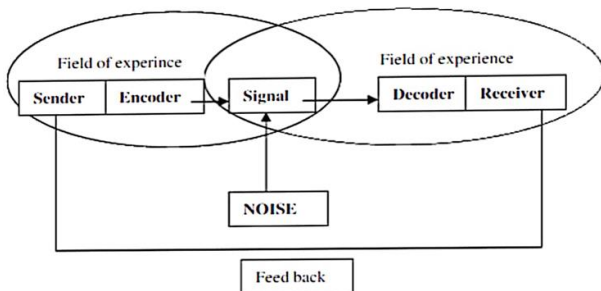 Field of experince
Field of experience
Sender Encoder Signal Decoder Receiver
NOISE
Feed back